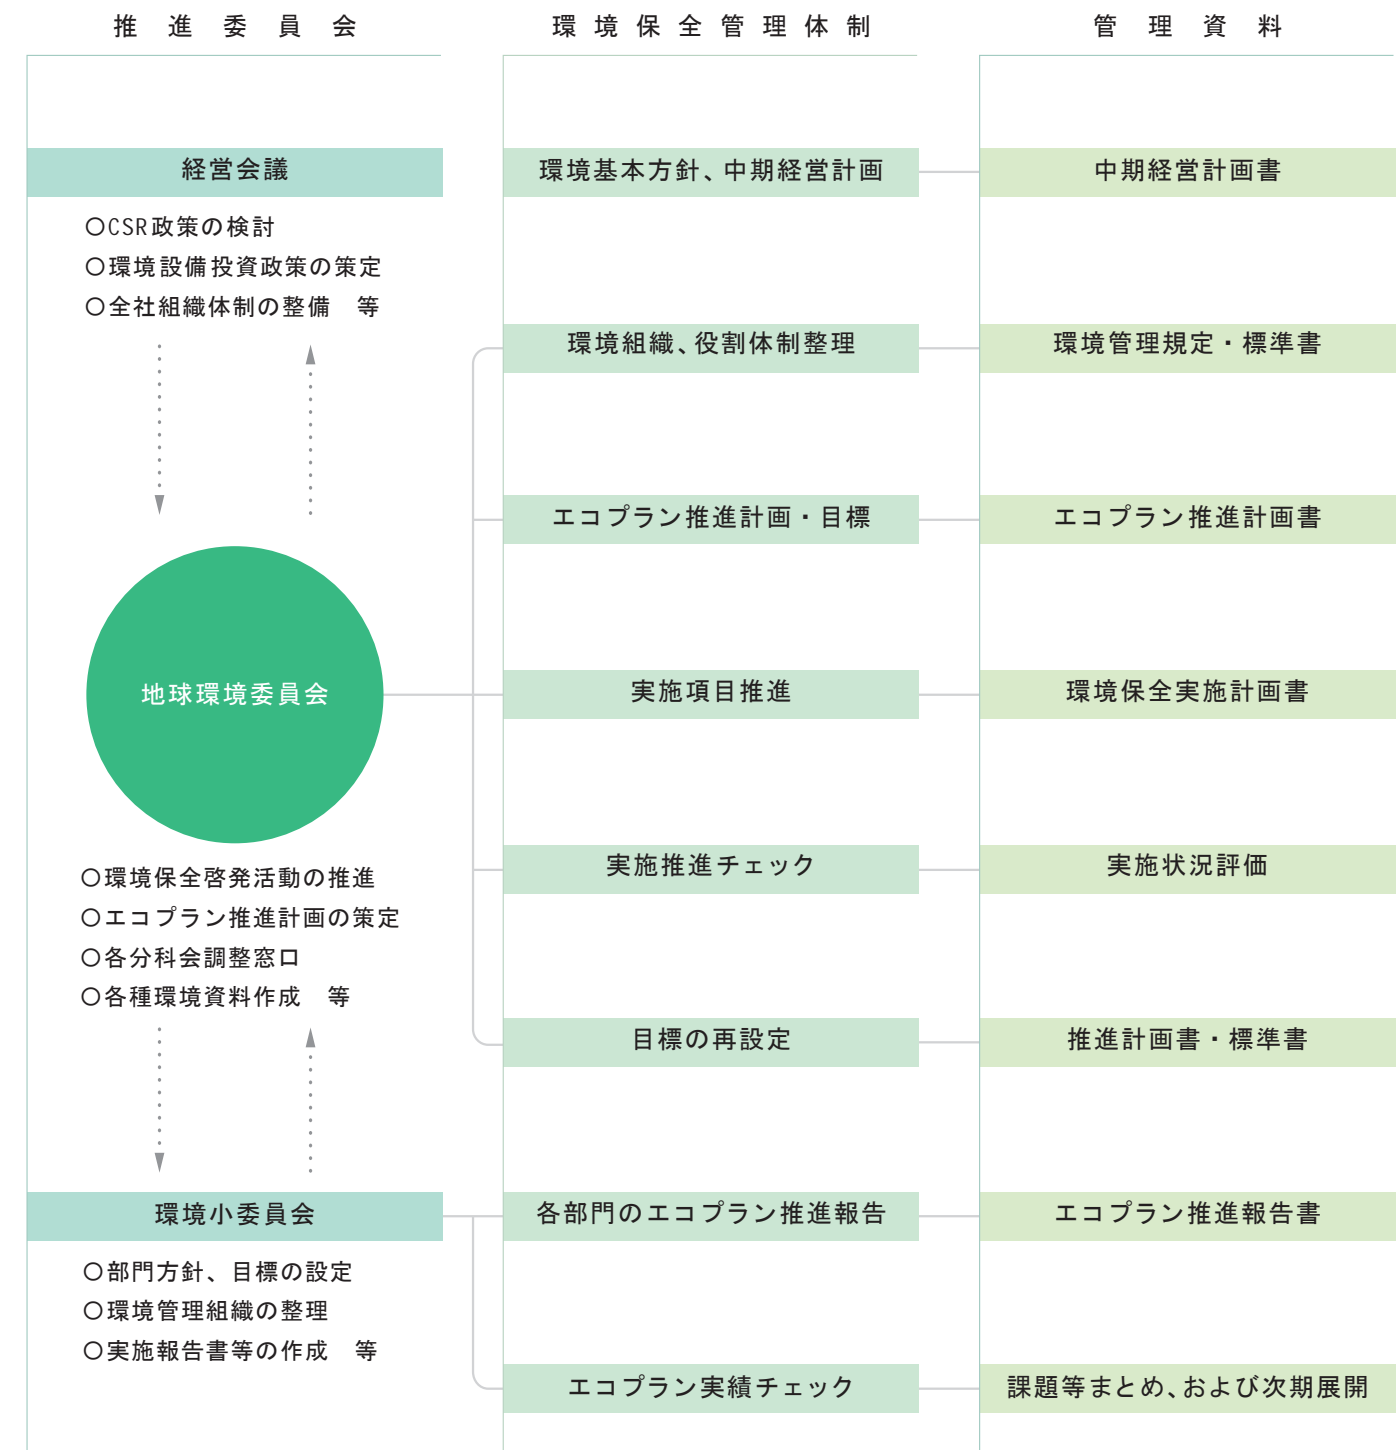 推進委員会
環境保全管理体制
管理資料
経営会議
環境基本方針、中期経営計画
中期経営計画書
○CSR政策の検討
○環境設備投資政策の策定
○全社組織体制の整備　等
環境組織、役割体制整理
環境管理規定・標準書
エコプラン推進計画・目標
エコプラン推進計画書
地球環境委員会
実施項目推進
環境保全実施計画書
実施推進チェック
実施状況評価
○環境保全啓発活動の推進
○エコプラン推進計画の策定
○各分科会調整窓口
○各種環境資料作成　等
目標の再設定
推進計画書・標準書
環境小委員会
各部門のエコプラン推進報告
エコプラン推進報告書
○部門方針、目標の設定
○環境管理組織の整理
○実施報告書等の作成　等
エコプラン実績チェック
課題等まとめ、および次期展開